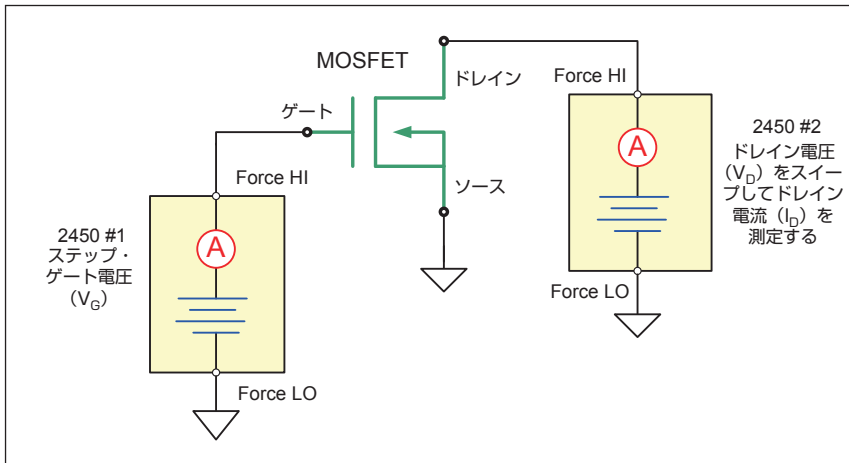 MOSFET
ドレイン
ゲート
ソース
Force HI
A
2450 #1
ステップ・
ゲート電圧
（VG）
Force LO
Force HI
A
2450 #2
ドレイン電圧
（VD）をスイー
プしてドレイン
電流（ID）を
測定する
Force LO